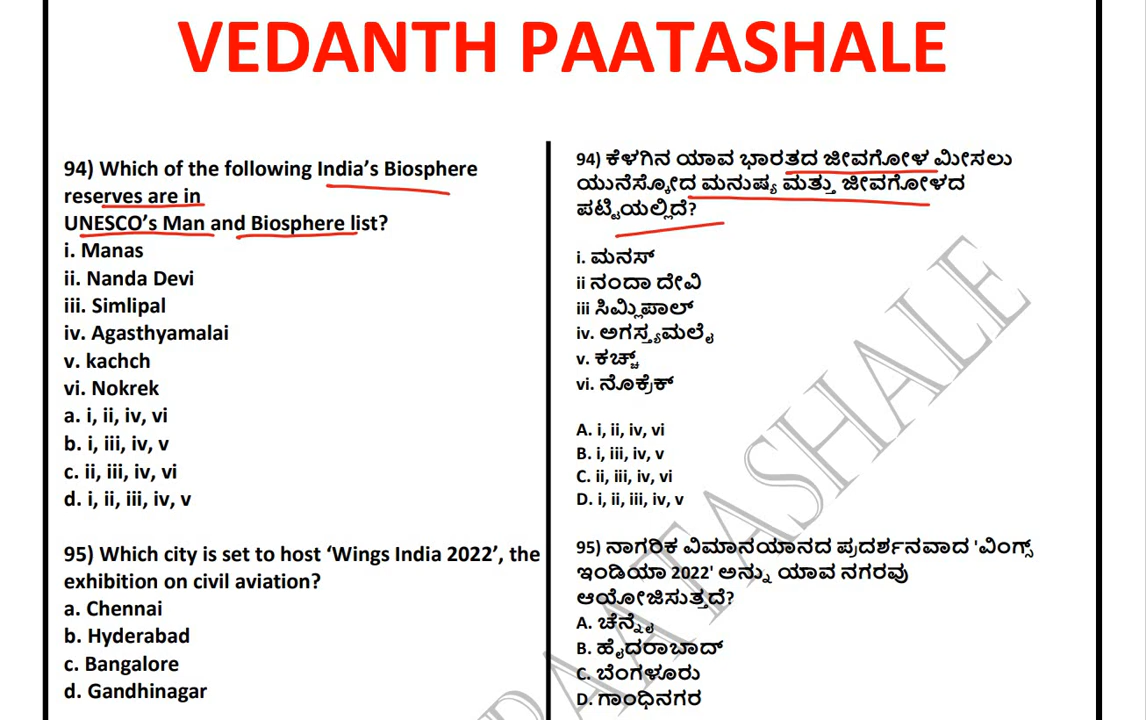 VEDANTH PAATASHALE
94) Which of the following India’s Biosphere
reserves are in
UNESCO’s Man and Biosphere list?
i. Manas
ii. Nanda Devi
iii. Simlipal
iv. Agasthyamalai
v. kachch
vi. Nokrek
a. i, ii, iv, vi
b. i, iii, iv, v
c. ii, iii, iv, vi
d. i, ii, iii, iv, v
95) Which city is set to host ‘Wings India 2022’, the
exhibition on civil aviation?
a. Chennai
b. Hyderabad
c. Bangalore
d. Gandhinagar
94) ಕೆಳಗಿನ ಯಾವ ಭಾರತದ ಜೀವಗೋಳ ಮೀಸಲು
ಯುನೆಸ್ಕೋದ ಮನುಷ್ಯ ಮತ್ತು ಜೀವಗೋಳದ
ಪಟ್ಟಿಯಲ್ಲಿದೆ?
i. ಮನಸ್
ii ನಂದಾ ದೇವಿ
iii ಸಿಮ್ಲಿಪಾಲ್
iv. ಅಗಸ್ತ್ಯಮಲೈ
v. ಕಚ್ಚ್
vi. ನೊಕ್ರೆಕ್
A. i, ii, iv, vi
B. i, iii, iv, v
C. ii, iii, iv, vi
D. i, ii, iii, iv, v
95) ನಾಗರಿಕ ವಿಮಾನಯಾನದ ಪ್ರದರ್ಶನವಾದ 'ವಿಂಗ್ಸ್
ಇಂಡಿಯಾ 2022' ಅನ್ನು ಯಾವ ನಗರವು
ಆಯೋಜಿಸುತ್ತದೆ?
A. ಚೆನ್ನೈ
B. ಹೈದರಾಬಾದ್
C. ಬೆಂಗಳೂರು
D. ಗಾಂಧಿನಗರ
PAATASHALE